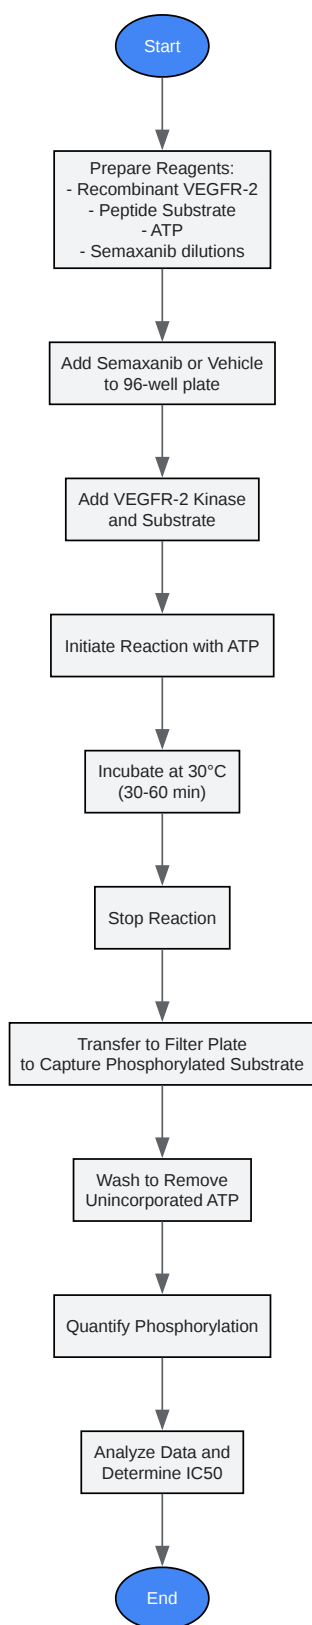 Start
Prepare Reagents:
- Recombinant VEGFR-2
- Peptide Substrate
- ATP
- Semaxanib dilutions
Add Semaxanib or Vehicle
to 96-well plate
Add VEGFR-2 Kinase
and Substrate
Initiate Reaction with ATP
Incubate at 30°C
(30-60 min)
Stop Reaction
Transfer to Filter Plate
to Capture Phosphorylated Substrate
Wash to Remove
Unincorporated ATP
Quantify Phosphorylation
Analyze Data and
Determine IC50
End